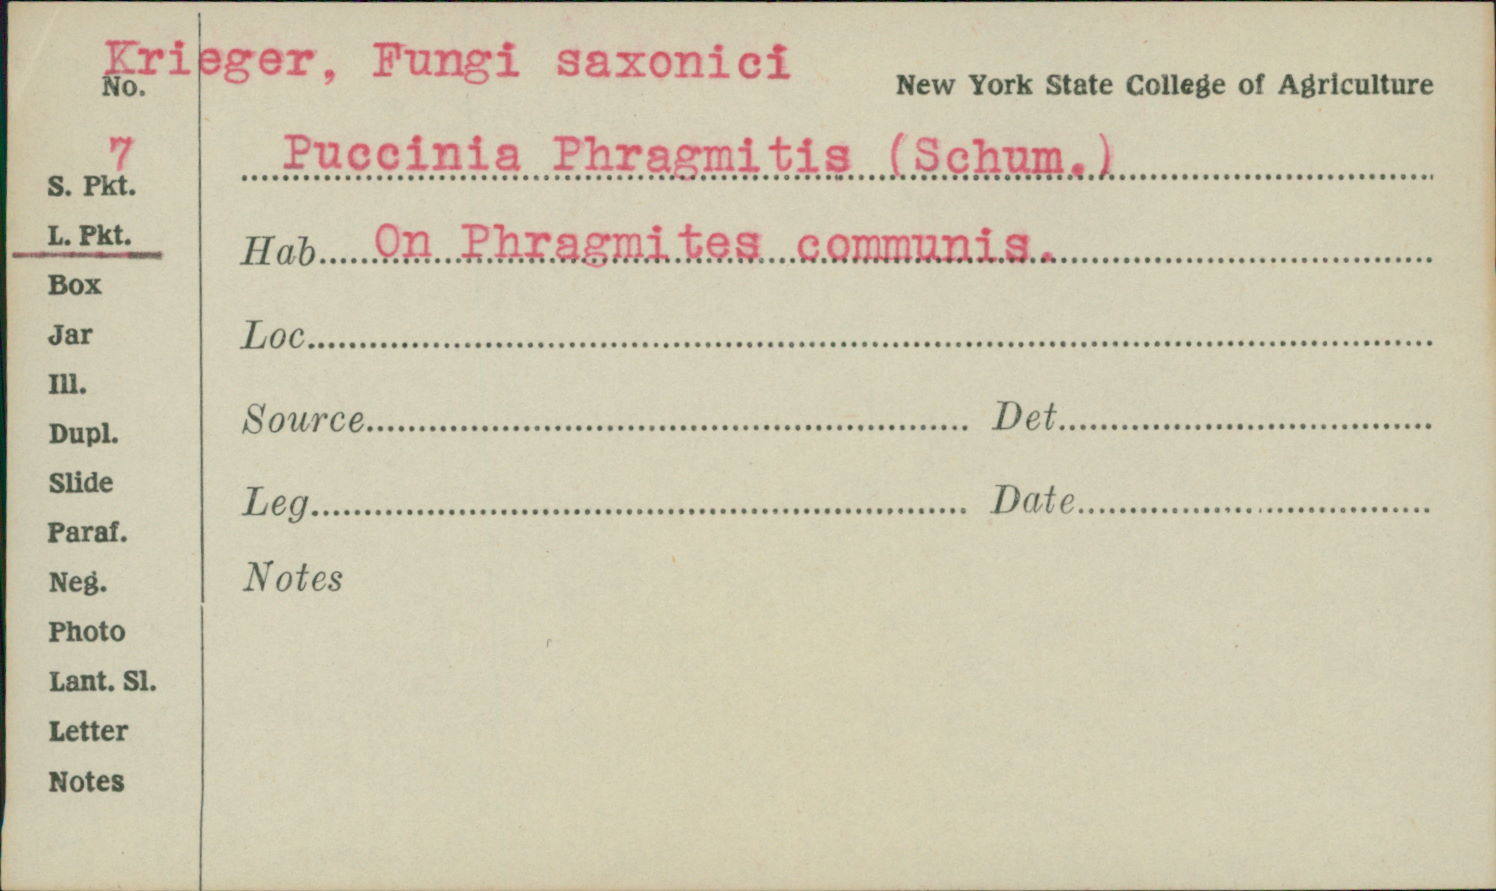 Krieger, Fungi saxonici
No.
New York State College of Agriculture
7
Puccinia Phragmitis (Schum.)
S. Pkt.
L. Pkt.
Hab. On Phragmites communis.
Box
Jar
Loc.
Ill.
Source Det.
Dupl.
Slide
Leg. Date
Paraf.
Neg.
Notes
Photo
Lant. Sl.
Letter
Notes